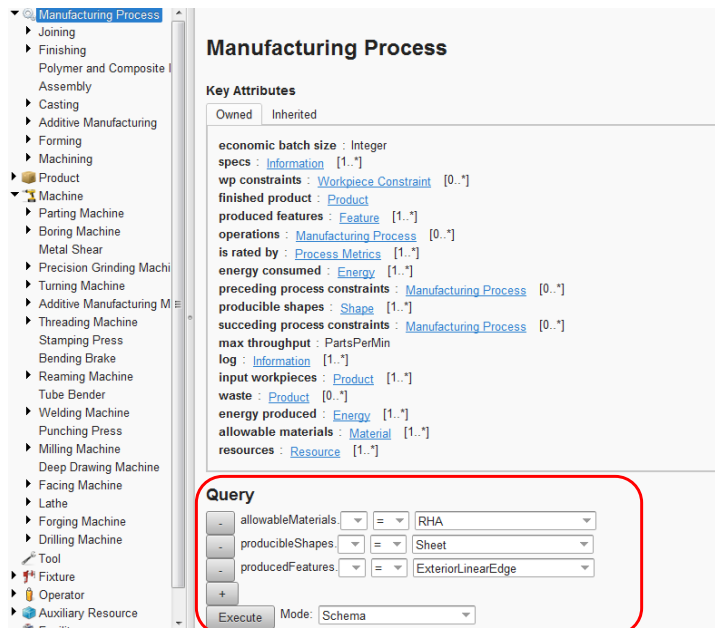 Manufacturing Process
Joining
Finishing
Polymer and Composite
Assembly
Casting
Additive Manufacturing
Forming
Machining
Product
Machine
Parting Machine
Boring Machine
Metal Shear
Precision Grinding Machi
Turning Machine
Additive Manufacturing M
Threading Machine
Stamping Press
Bending Brake
Reaming Machine
Tube Bender
Welding Machine
Punching Press
Milling Machine
Deep Drawing Machine
Facing Machine
Lathe
Forging Machine
Drilling Machine
Tool
Fixture
Operator
Auxiliary Resource
Manufacturing Process
Key Attributes
Owned Inherited
economic batch size : Integer
specs : Information [1..*]
wp constraints : Workpiece Constraint [0..*]
finished product : Product
produced features : Feature [1..*]
operations : Manufacturing Process [0..*]
is rated by : Process Metrics [1..*]
energy consumed : Energy [1..*]
preceding process constraints : Manufacturing Process [0..*]
producible shapes : Shape [1..*]
succeding process constraints : Manufacturing Process [0..*]
max throughput : PartsPerMin
log : Information [1..*]
input workpieces : Product [1..*]
waste : Product [0..*]
energy produced : Energy [1..*]
allowable materials : Material [1..*]
resources : Resource [1..*]
Query
- allowableMaterials. = RHA
- producibleShapes. = Sheet
- producedFeatures. = ExteriorLinearEdge
+
Execute Mode: Schema